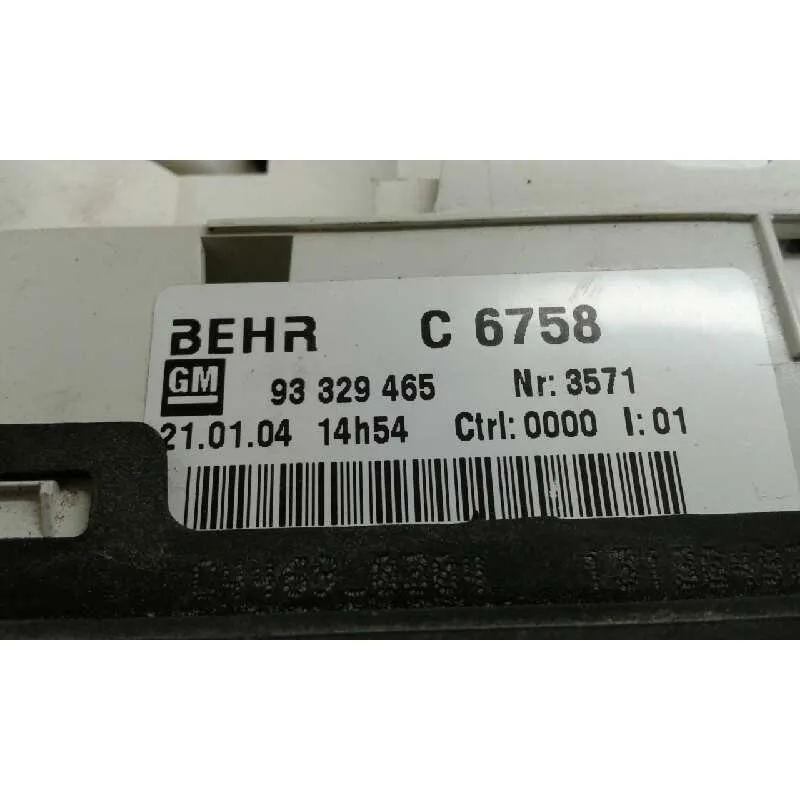 BEHR C 6758
GM 93 329 465 Nr: 3571
21.01.04 14h54 Ctrl: 0000 I: 01